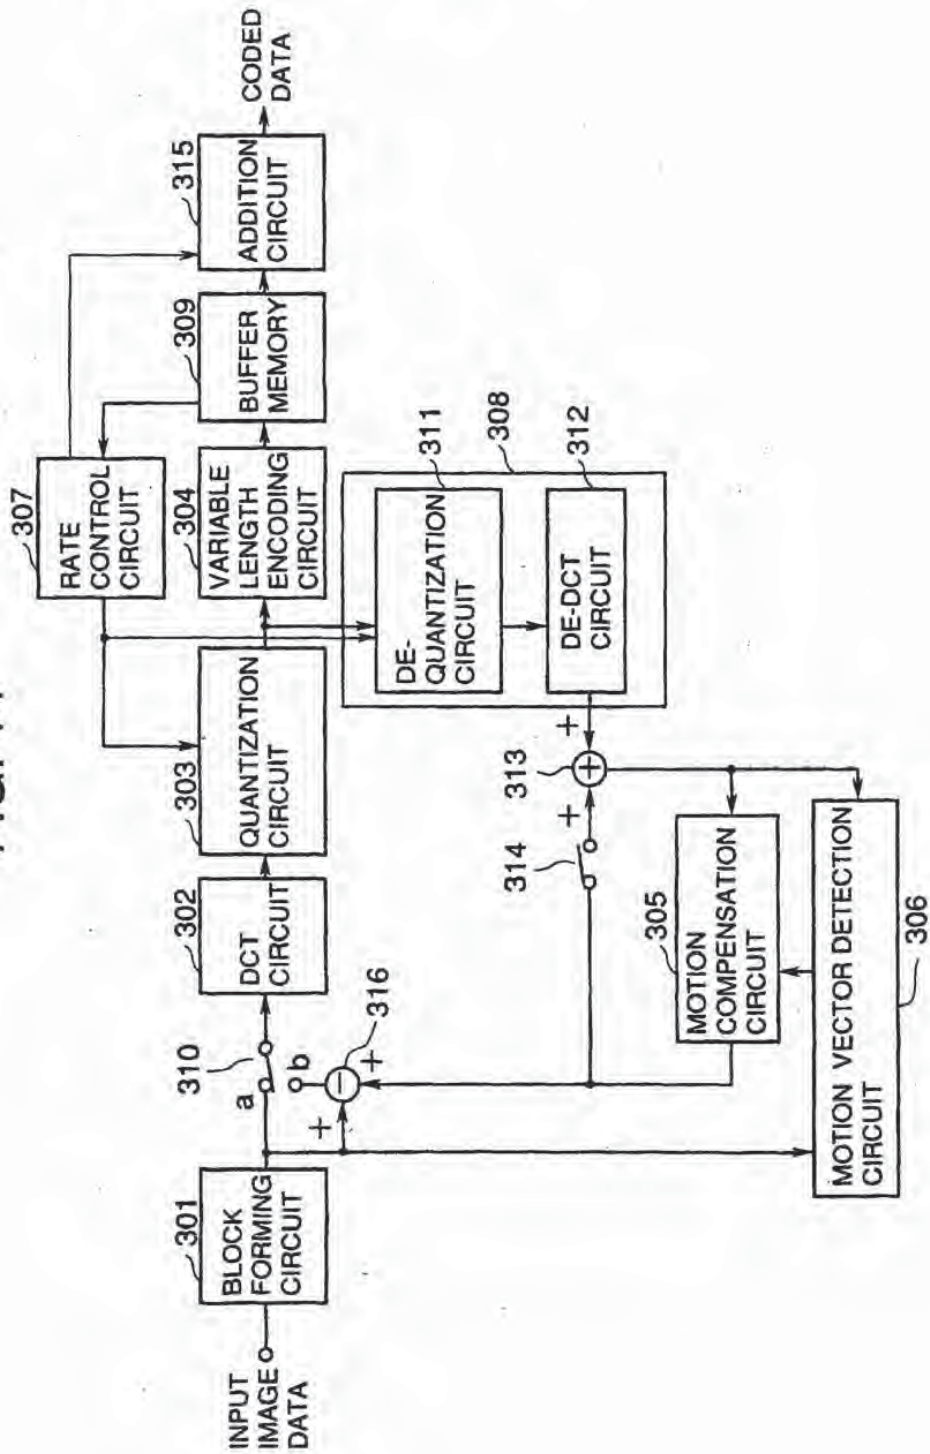 307
RATE
CONTROL
CIRCUIT
301
BLOCK
FORMING
CIRCUIT
INPUT
IMAGE
DATA
a
310
b
302
DCT
CIRCUIT
303
QUANTIZATION
CIRCUIT
304
VARIABLE
LENGTH
ENCODING
CIRCUIT
309
BUFFER
MEMORY
315
ADDITION
CIRCUIT
CODED
DATA
+
−
+
316
308
311
DE-
QUANTIZATION
CIRCUIT
312
DE-DCT
CIRCUIT
+
313
+
+
314
305
MOTION
COMPENSATION
CIRCUIT
MOTION VECTOR DETECTION
CIRCUIT
306